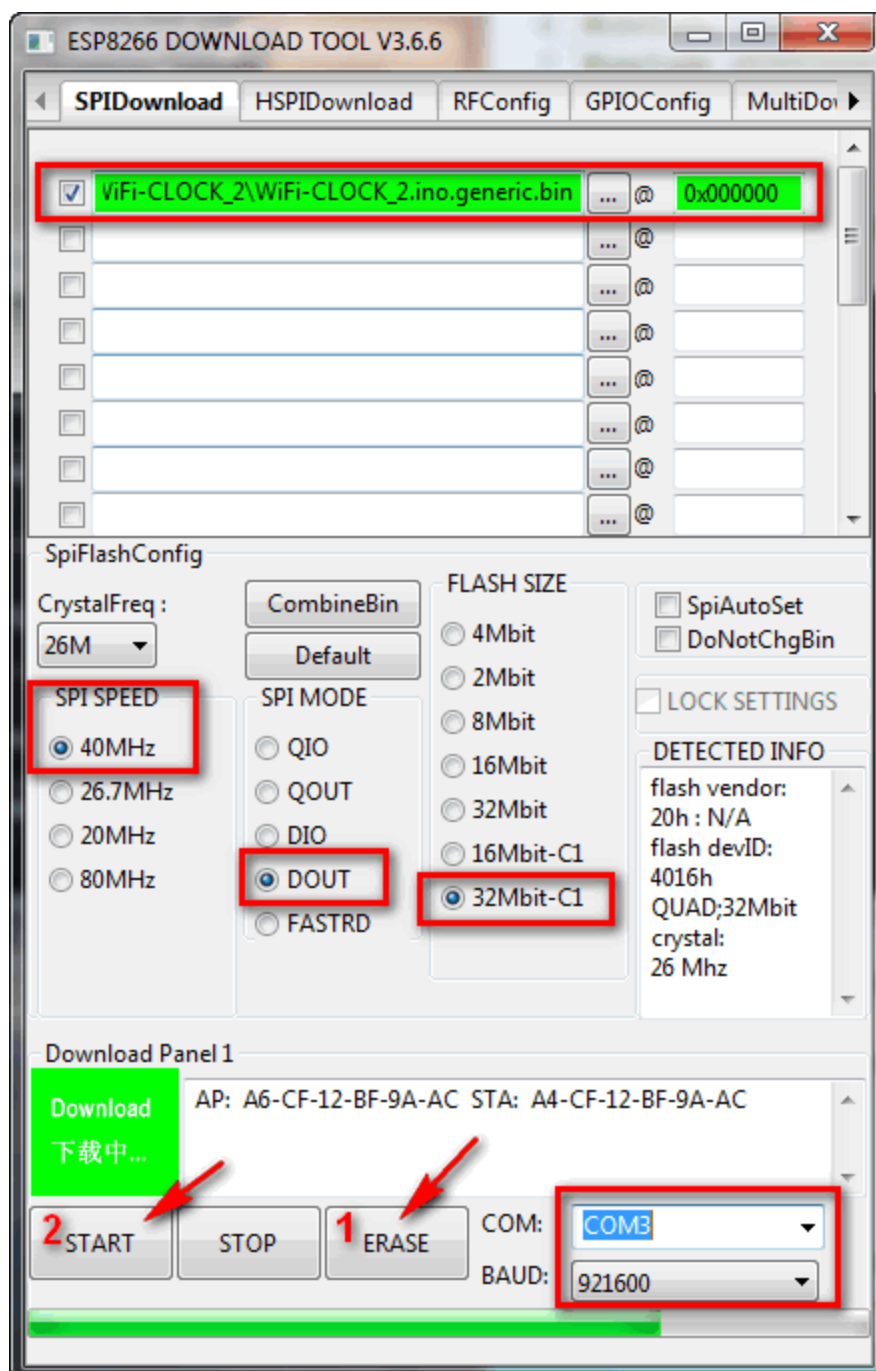 ESP8266 DOWNLOAD TOOL V3.6.6
SPIDownload HSPIDownload RFConfig GPIOConfig MultiDo
WiFi-CLOCK_2\WiFi-CLOCK_2.ino.generic.bin ... @ 0x000000
... @
... @
... @
... @
... @
... @
... @
SpiFlashConfig
CrystalFreq :
26M
CombineBin
Default
SPI SPEED
40MHz
26.7MHz
20MHz
80MHz
SPI MODE
QIO
QOUT
DIO
DOUT
FASTRD
FLASH SIZE
4Mbit
2Mbit
8Mbit
16Mbit
32Mbit
16Mbit-C1
32Mbit-C1
SpiAutoSet
DoNotChgBin
LOCK SETTINGS
DETECTED INFO
flash vendor:
20h : N/A
flash devID:
4016h
QUAD;32Mbit
crystal:
26 Mhz
Download Panel 1
Download
下载中...
AP: A6-CF-12-BF-9A-AC STA: A4-CF-12-BF-9A-AC
2 START STOP 1 ERASE
COM: COM3
BAUD: 921600